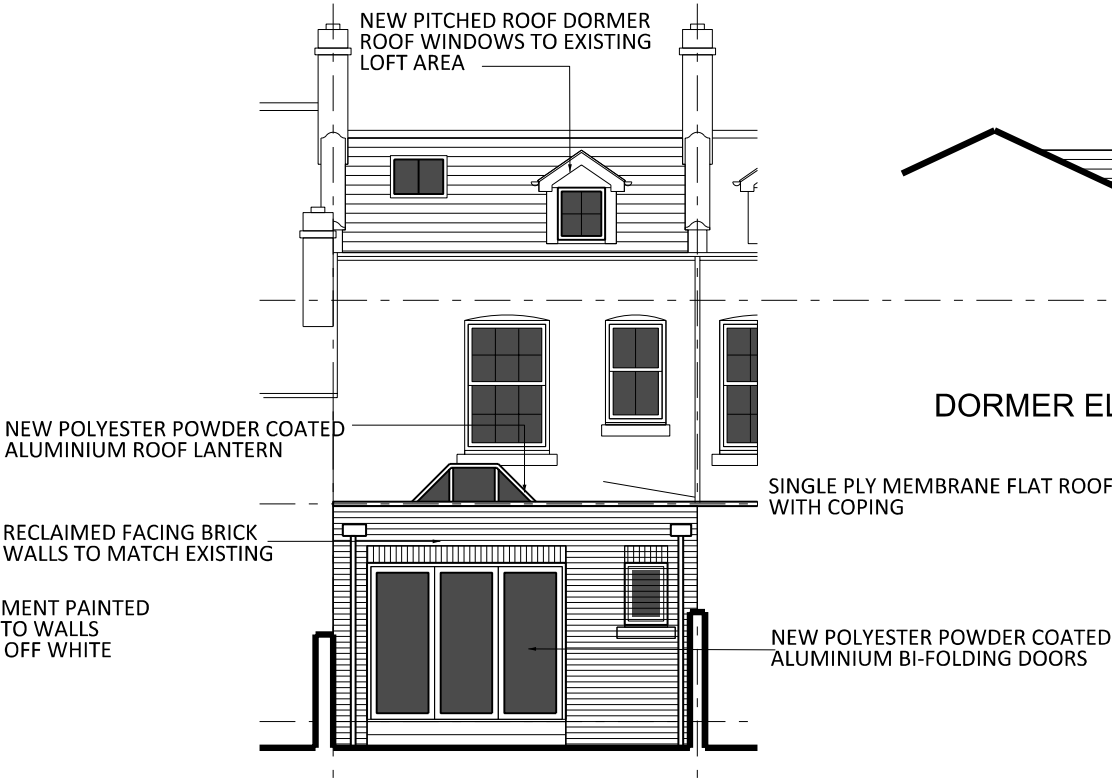 NEW PITCHED ROOF DORMER
ROOF WINDOWS TO EXISTING
LOFT AREA
DORMER EL
NEW POLYESTER POWDER COATED
ALUMINIUM ROOF LANTERN
SINGLE PLY MEMBRANE FLAT ROOF
WITH COPING
RECLAIMED FACING BRICK
WALLS TO MATCH EXISTING
MENT PAINTED
TO WALLS
OFF WHITE
NEW POLYESTER POWDER COATED
ALUMINIUM BI-FOLDING DOORS